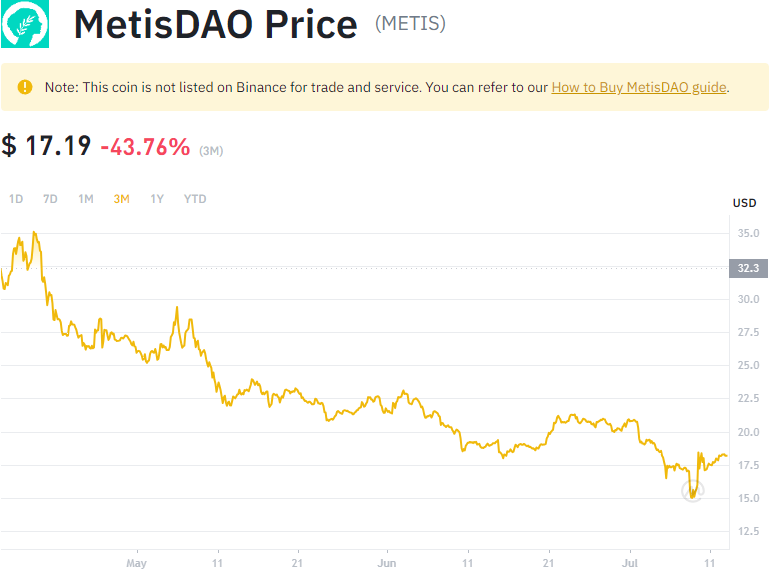 MetisDAO Price (METIS)
Note: This coin is not listed on Binance for trade and service. You can refer to our How to Buy MetisDAO guide.
$ 17.19 -43.76% (3M)
1D 7D 1M 3M 1Y YTD
USD
35.0
32.3
30.0
27.5
25.0
22.5
20.0
17.5
15.0
12.5
May 11 21 Jun 11 21 Jul 11